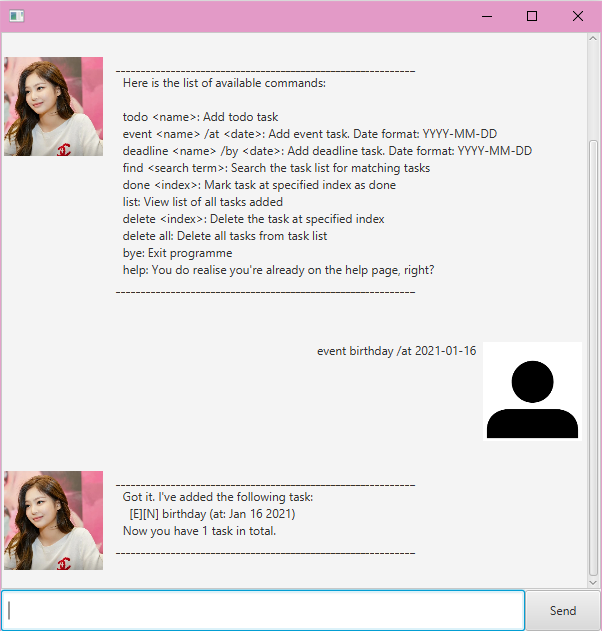 Here is the list of available commands:
todo <name>: Add todo task
event <name> /at <date>: Add event task. Date format: YYYY-MM-DD
deadline <name> /by <date>: Add deadline task. Date format: YYYY-MM-DD
find <search term>: Search the task list for matching tasks
done <index>: Mark task at specified index as done
list: View list of all tasks added
delete <index>: Delete the task at specified index
delete all: Delete all tasks from task list
bye: Exit programme
help: You do realise you're already on the help page, right?
event birthday /at 2021-01-16
Got it. I've added the following task:
[E][N] birthday (at: Jan 16 2021)
Now you have 1 task in total.
Send